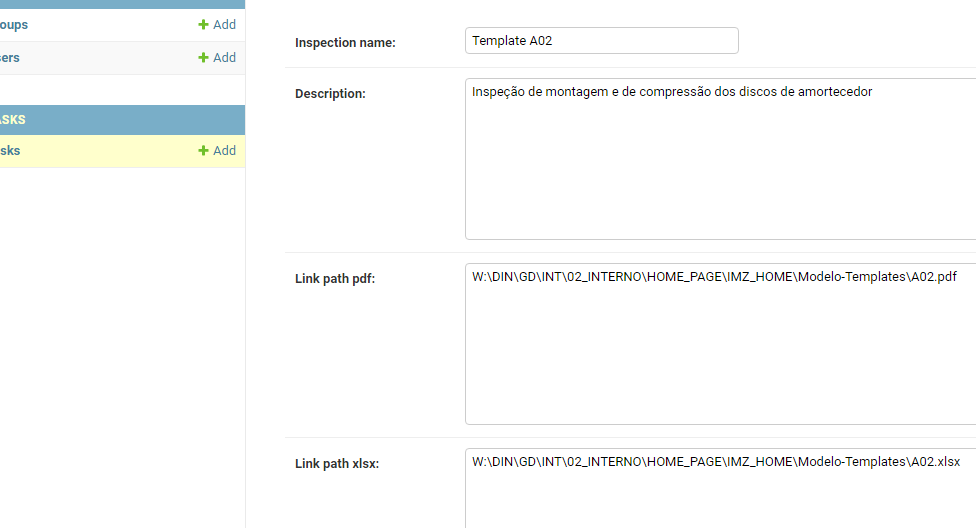 oups
Add
Inspection name:
Template A02
ers
Add
Description:
Inspeção de montagem e de compressão dos discos de amortecedor
ASKS
sks
Add
Link path pdf:
W:\DIN\GD\INT\02_INTERNO\HOME_PAGE\IMZ_HOME\Modelo-Templates\A02.pdf
Link path xlsx:
W:\DIN\GD\INT\02_INTERNO\HOME_PAGE\IMZ_HOME\Modelo-Templates\A02.xlsx